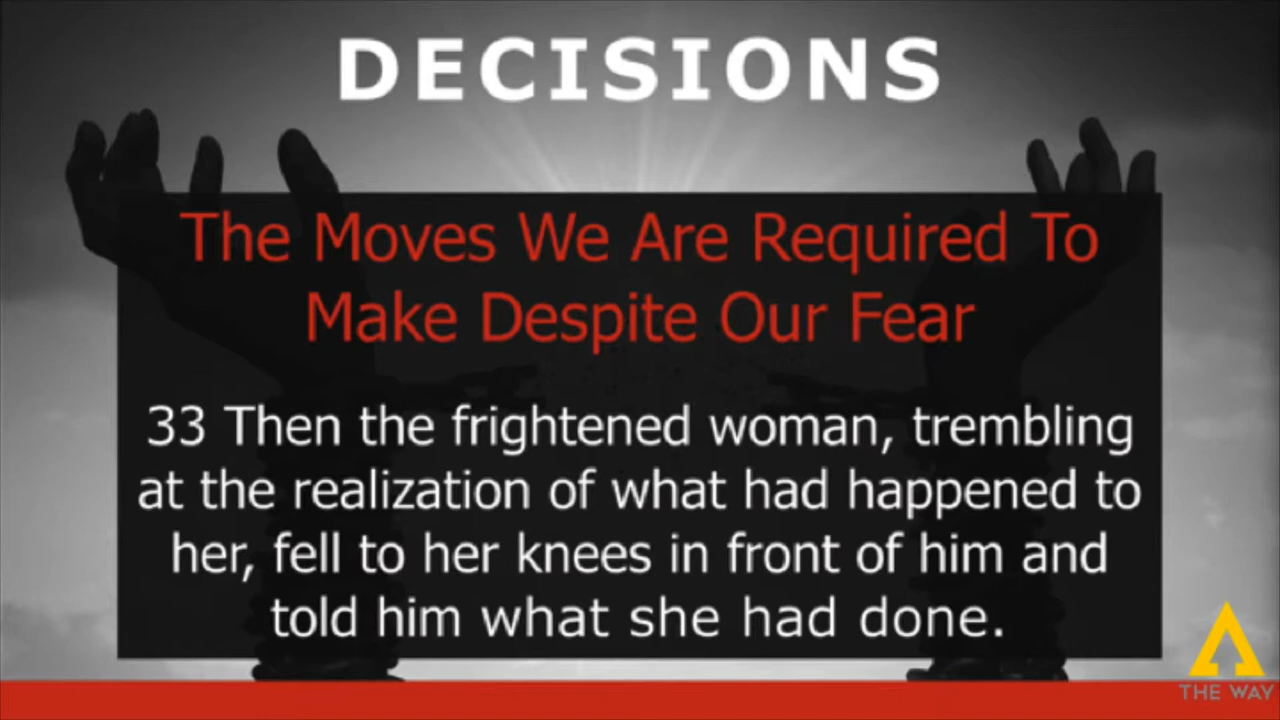 DECISIONS
The Moves We Are Required To
Make Despite Our Fear
33 Then the frightened woman, trembling
at the realization of what had happened to
her, fell to her knees in front of him and
told him what she had done.
THE WAY